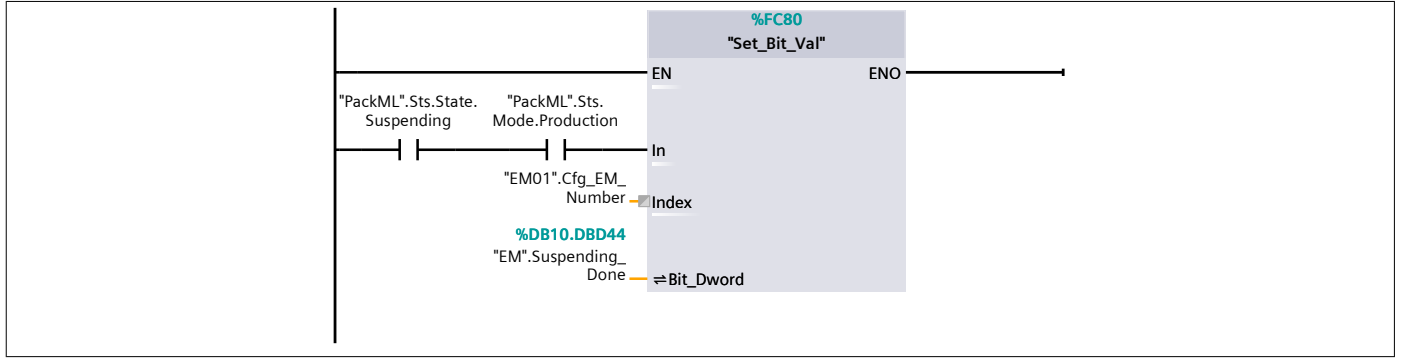 %FC80
"Set_Bit_Val"
EN
ENO
"PackML".Sts.State.
Suspending
"PackML".Sts.
Mode.Production
In
"EM01".Cfg_EM_
Number
Index
%DB10.DBD44
"EM".Suspending_
Done
⇌Bit_Dword